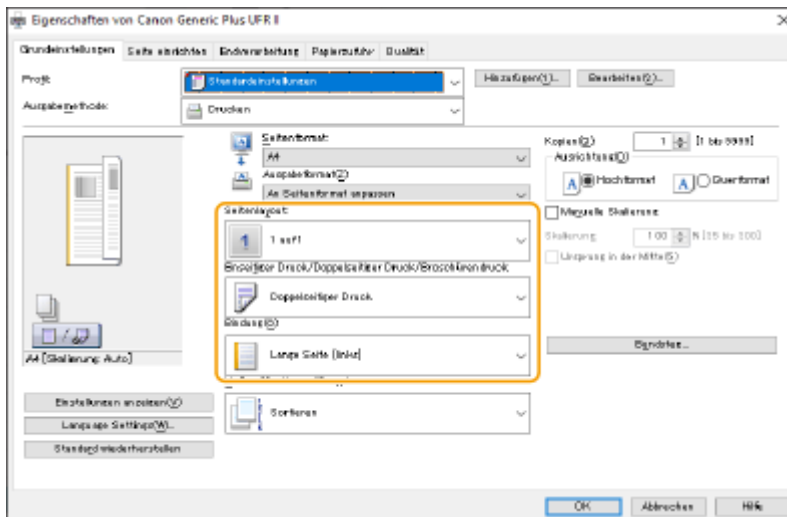 Eigenschaften von Canon Generic Plus UFR II
Grundeinstellungen Seite einrichten Endverarbeitung Papierzufuhr Qualität
Profil: Standardeinstellungen Hinzufügen(1)... Bearbeiten(2)...
Ausgabemethode: Drucken
Seitenformat:
A4
Ausgabeformat(Z)
An Seitenformat anpassen
Kopien(Q) 1 [1 bis 9999]
Ausrichtung(D)
A Hochformat A Querformat
Seitenlayout:
1 1 auf 1
Manuelle Skalierung
Skalierung: 100 % [25 bis 200]
Einseitiger Druck/Doppelseitiger Druck/Broschürendruck:
Doppelseitiger Druck
Ursprung in der Mitte(5)
Bindung(B)
Lange Seite [links]
Bundsteg...
A4 [Skalierung: Auto]
Sortieren
Einstellungen anzeigen(V)
Language Settings(W)...
Standard wiederherstellen
OK Abbrechen Hilfe